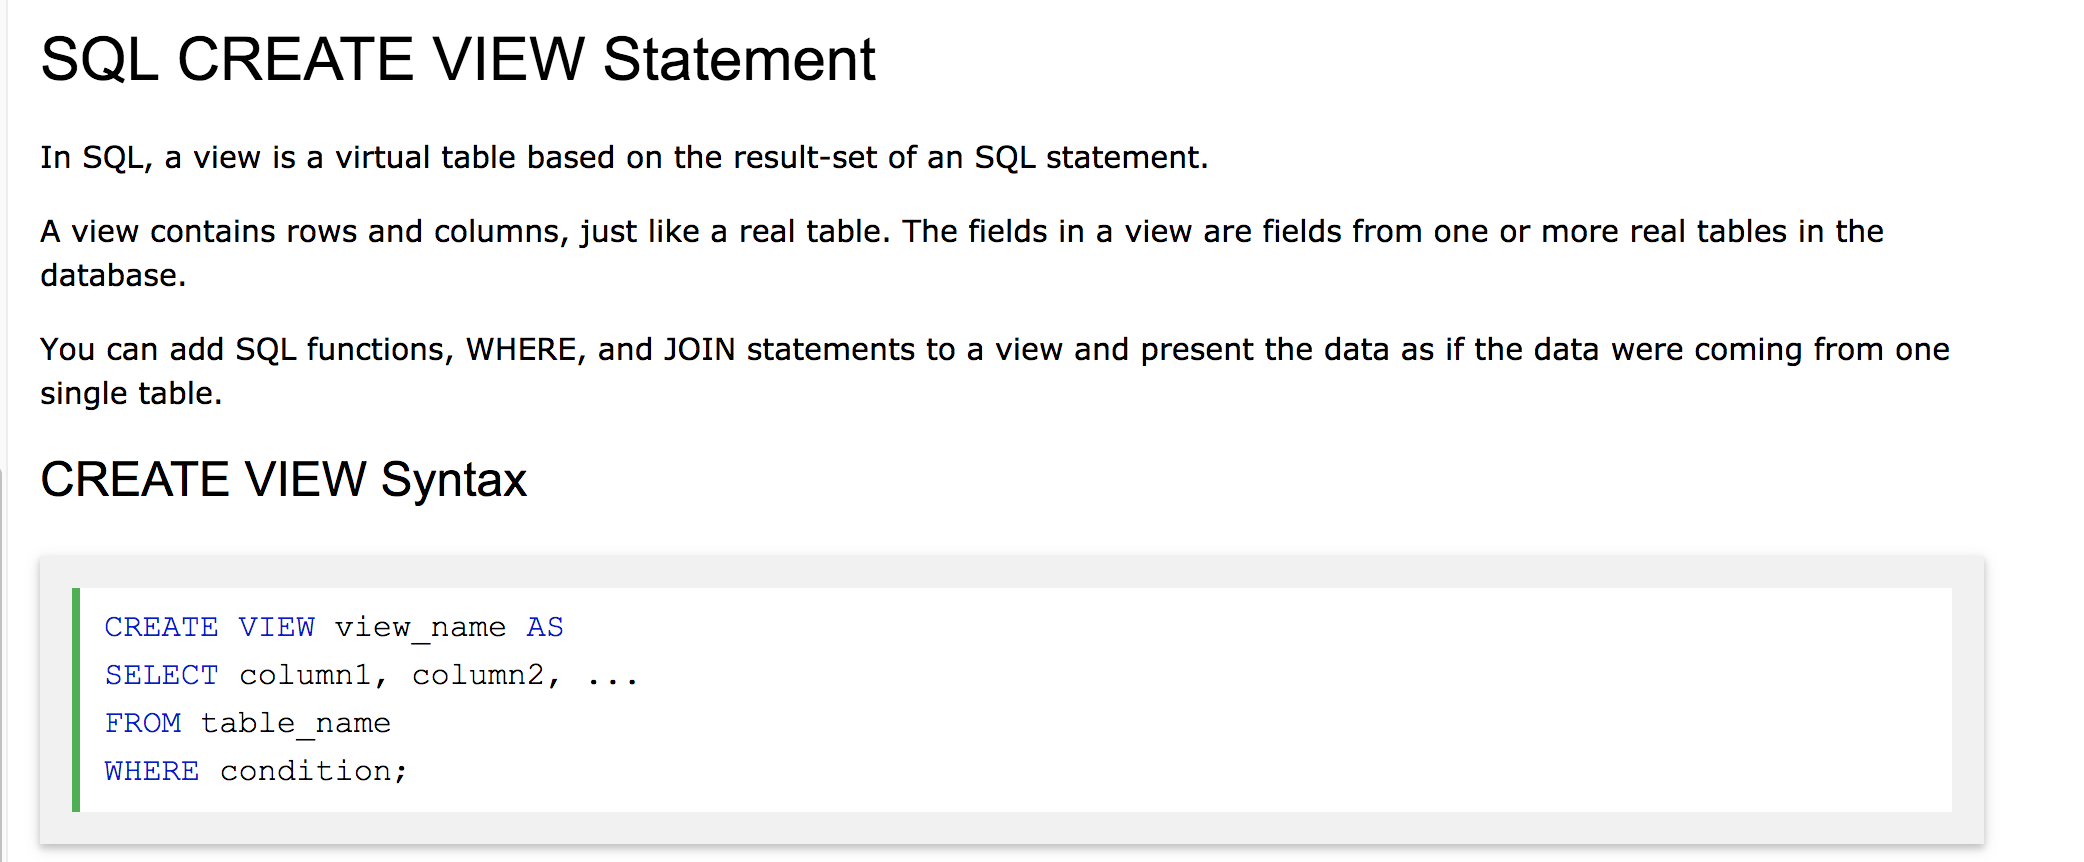 SQL CREATE VIEW Statement
In SQL, a view is a virtual table based on the result-set of an SQL statement.
A view contains rows and columns, just like a real table. The fields in a view are fields from one or more real tables in the
database.
You can add SQL functions, WHERE, and JOIN statements to a view and present the data as if the data were coming from one
single table.
CREATE VIEW Syntax
CREATE VIEW view_name AS
SELECT column1, column2, ...
FROM table_name
WHERE condition;